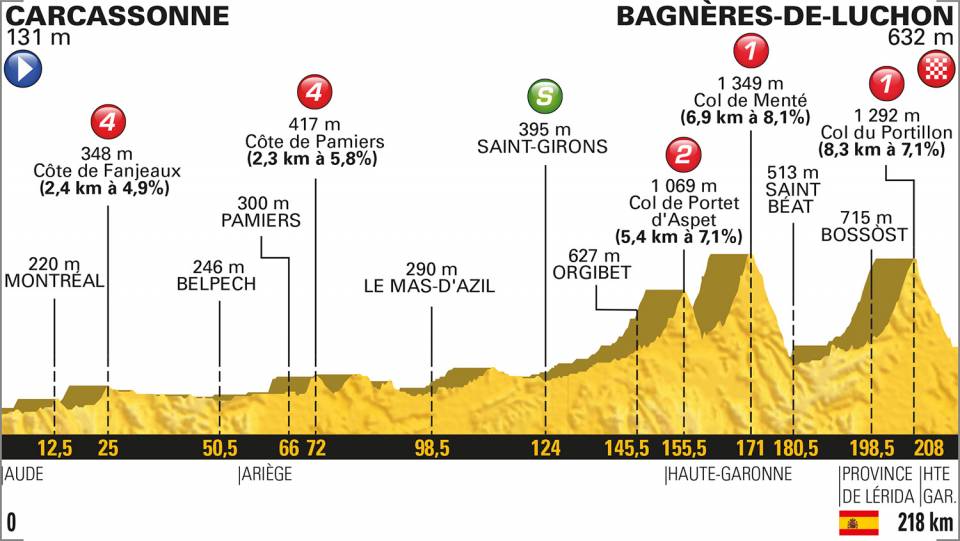 CARCASSONNE
131 m
BAGNÈRES-DE-LUCHON
632 m
4
348 m
Côte de Fanjeaux
(2,4 km à 4,9%)
4
417 m
Côte de Pamiers
(2,3 km à 5,8%)
S
395 m
SAINT-GIRONS
1
1 349 m
Col de Menté
(6,9 km à 8,1%)
1
1 292 m
Col du Portillon
(8,3 km à 7,1%)
2
1 069 m
Col de Portet
d'Aspet
(5,4 km à 7,1%)
513 m
SAINT
BÉAT
300 m
PAMIERS
715 m
BOSSÒST
220 m
MONTRÉAL
246 m
BELPECH
290 m
LE MAS-D'AZIL
627 m
ORGIBET
12,5 25 50,5 66 72 98,5 124 145,5 155,5 171 180,5 198,5 208
AUDE
ARIÈGE
HAUTE-GARONNE
PROVINCE
DE LÉRIDA
HTE
GAR.
0
218 km